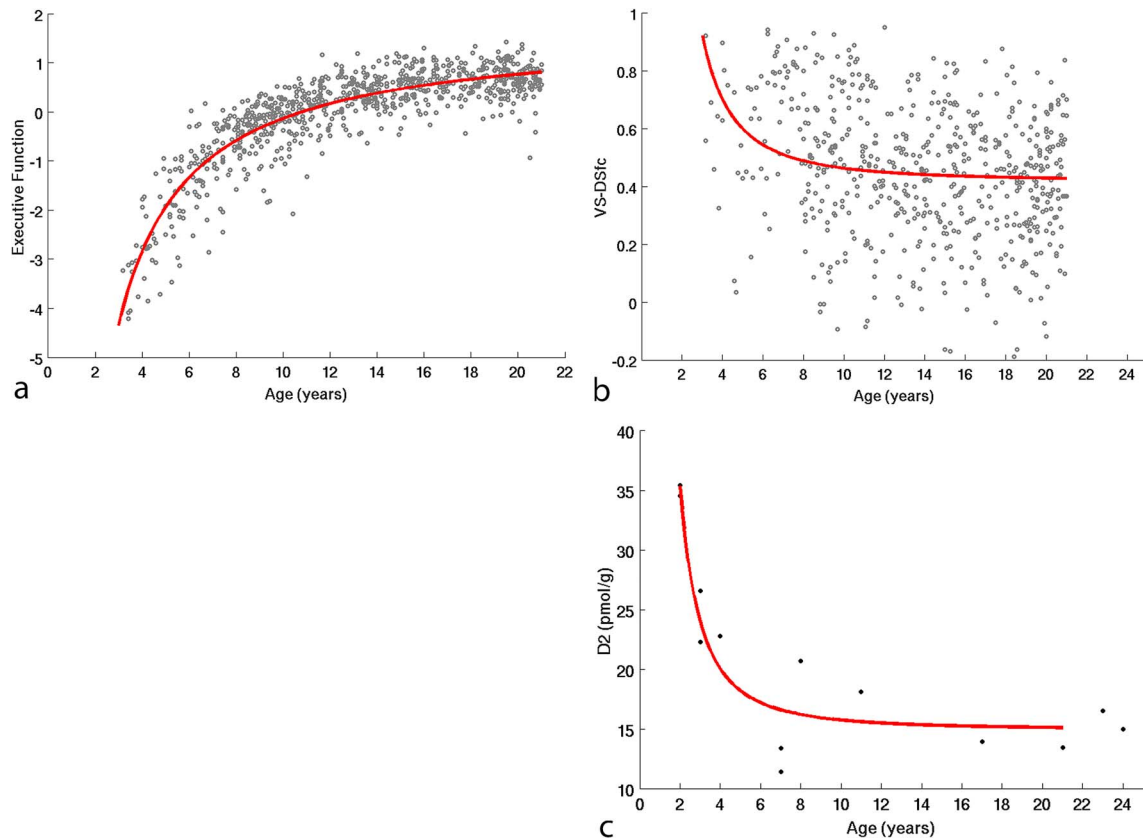 2
1
0
-1
-2
-3
-4
-5
Executive Function
0 2 4 6 8 10 12 14 16 18 20 22
Age (years)
a
1
0.8
0.6
0.4
0.2
0
-0.2
VS-DSfc
2 4 6 8 10 12 14 16 18 20 22 24
Age (years)
b
40
35
30
25
20
15
10
D2 (pmol/g)
0 2 4 6 8 10 12 14 16 18 20 22 24
Age (years)
c